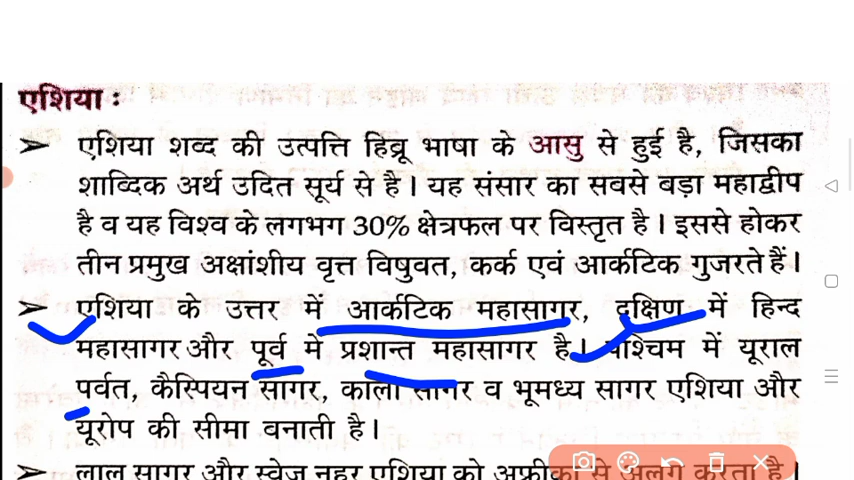 एशिया :
➤ एशिया शब्द की उत्पत्ति हिब्रू भाषा के आसु से हुई है, जिसका
शाब्दिक अर्थ उदित सूर्य से है। यह संसार का सबसे बड़ा महाद्वीप
है व यह विश्व के लगभग 30% क्षेत्रफल पर विस्तृत है। इससे होकर
तीन प्रमुख अक्षांशीय वृत्त विषुवत, कर्क एवं आर्कटिक गुजरते हैं।
➤ एशिया के उत्तर में आर्कटिक महासागर, दक्षिण में हिन्द
महासागर और पूर्व में प्रशान्त महासागर है। पश्चिम में यूराल
पर्वत, कैस्पियन सागर, काला सागर व भूमध्य सागर एशिया और
यूरोप की सीमा बनाती है।
➤ लाल सागर और स्वेज नहर एशिया को अफ्रीका से अलग करता है।